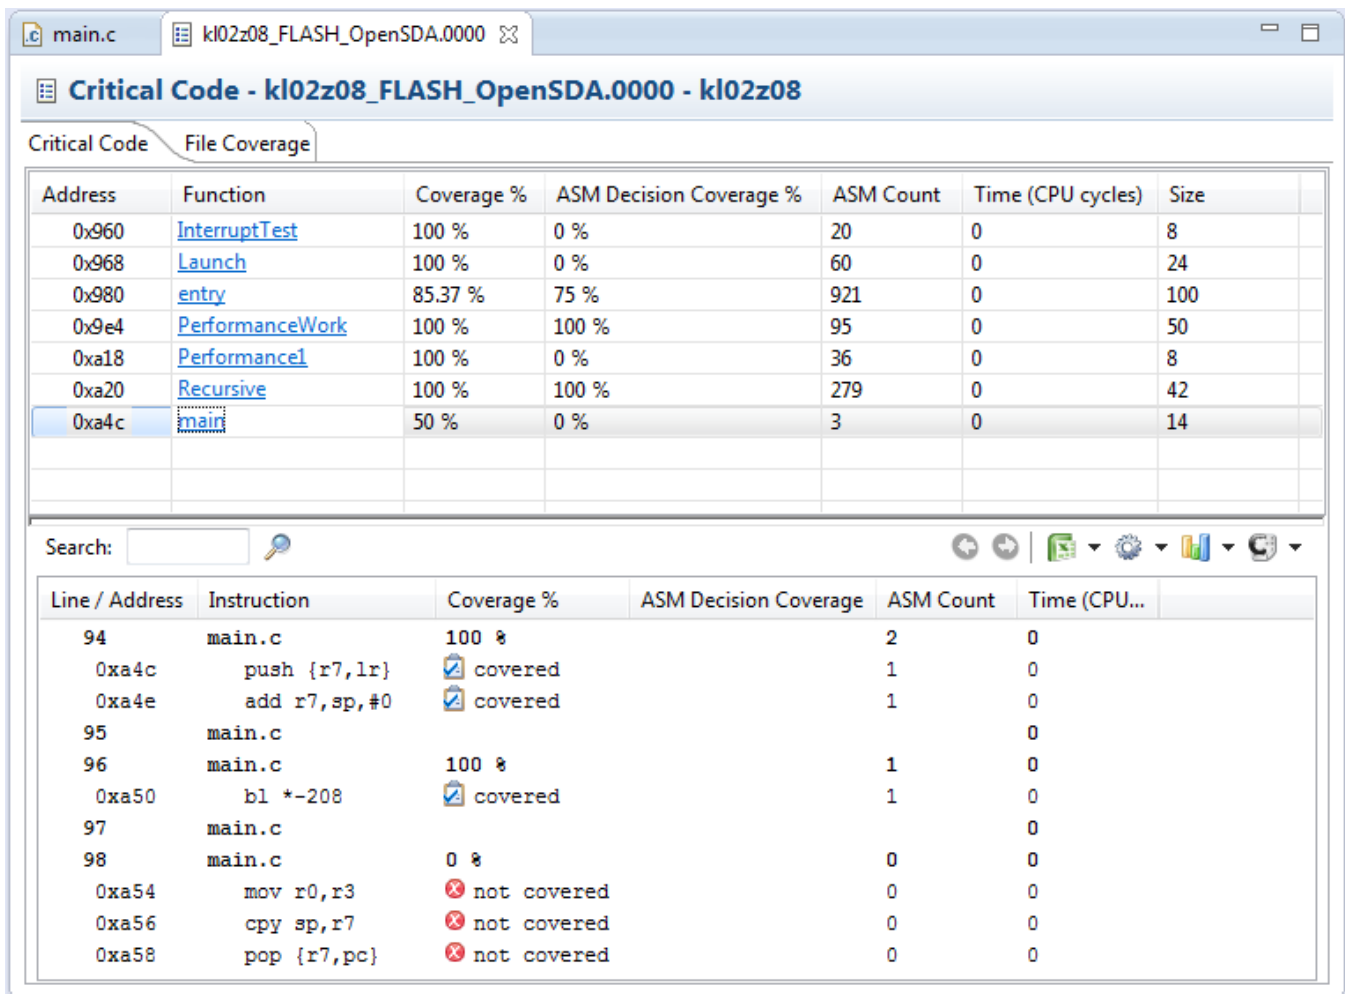 .c main.c kl02z08_FLASH_OpenSDA.0000
Critical Code - kl02z08_FLASH_OpenSDA.0000 - kl02z08
Critical Code File Coverage
Address Function Coverage % ASM Decision Coverage % ASM Count Time (CPU cycles) Size
0x960 InterruptTest 100 % 0 % 20 0 8
0x968 Launch 100 % 0 % 60 0 24
0x980 entry 85.37 % 75 % 921 0 100
0x9e4 PerformanceWork 100 % 100 % 95 0 50
0xa18 Performance1 100 % 0 % 36 0 8
0xa20 Recursive 100 % 100 % 279 0 42
0xa4c main 50 % 0 % 3 0 14
Search:
Line / Address Instruction Coverage % ASM Decision Coverage ASM Count Time (CPU...
94 main.c 100 % 2 0
0xa4c push {r7,lr} covered 1 0
0xa4e add r7,sp,#0 covered 1 0
95 main.c 0
96 main.c 100 % 1 0
0xa50 bl *-208 covered 1 0
97 main.c 0
98 main.c 0 % 0 0
0xa54 mov r0,r3 not covered 0 0
0xa56 cpy sp,r7 not covered 0 0
0xa58 pop {r7,pc} not covered 0 0